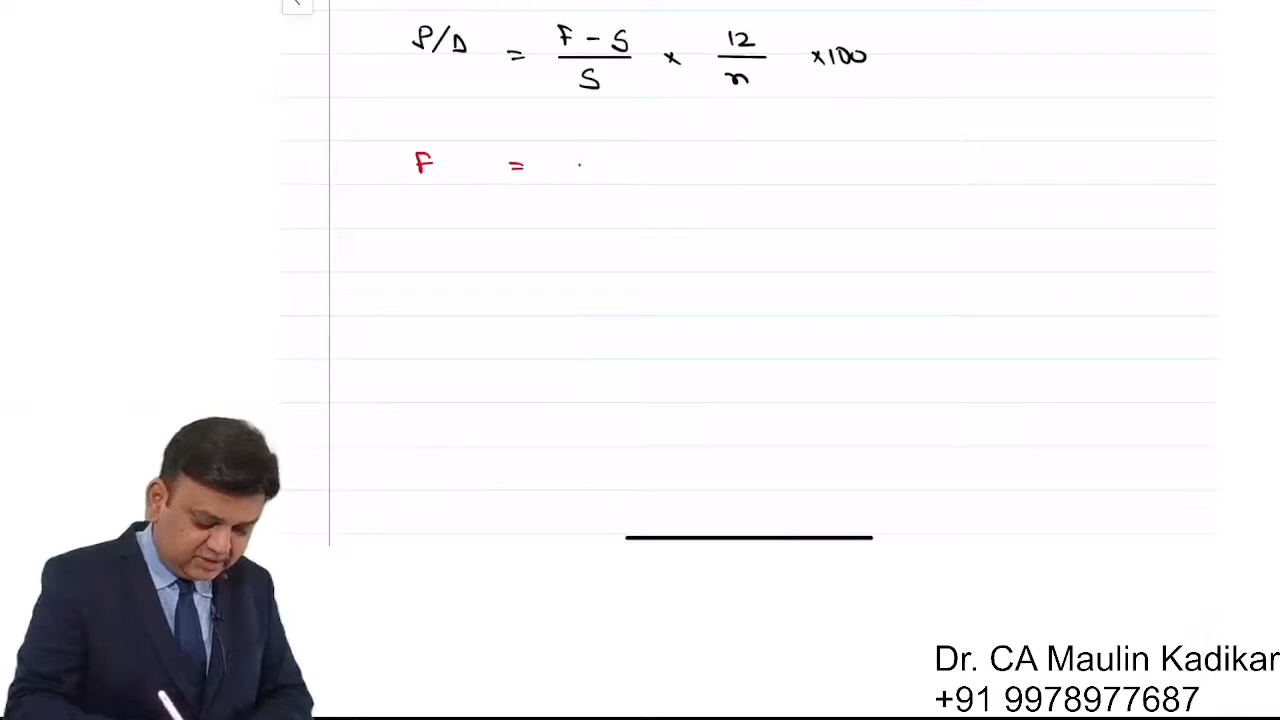 P/D = F - S / S × 12 / n × 100
F =
Dr. CA Maulin Kadikar
+91 9978977687